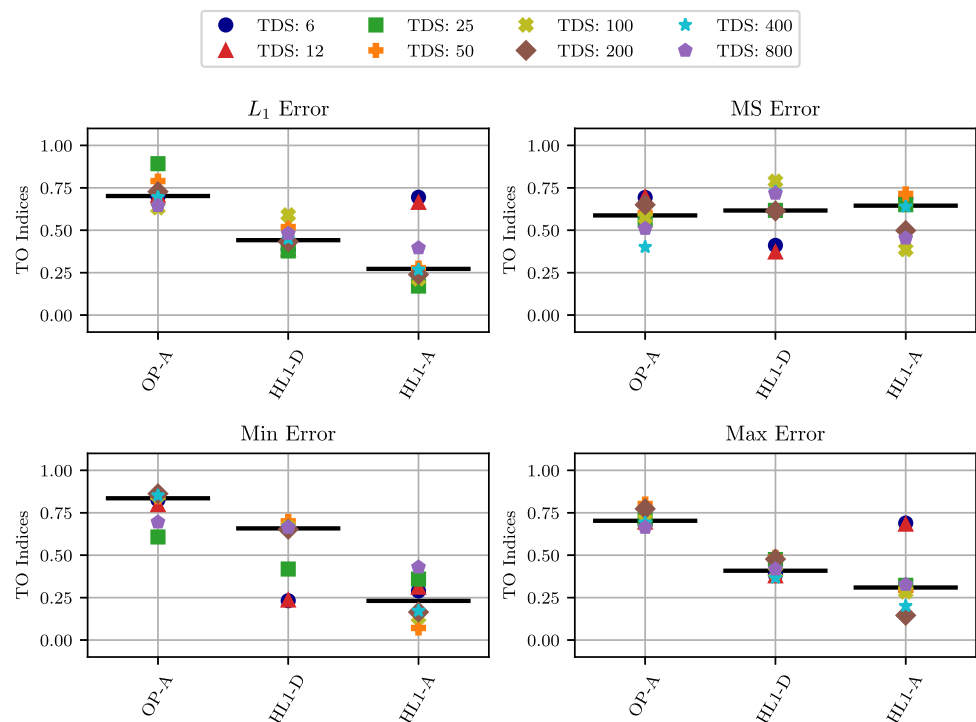 TDS: 6 TDS: 25 TDS: 100 TDS: 400
TDS: 12 TDS: 50 TDS: 200 TDS: 800
L₁ Error
TO Indices
1.00
0.75
0.50
0.25
0.00
OP-A HL1-D HL1-A
MS Error
TO Indices
1.00
0.75
0.50
0.25
0.00
OP-A HL1-D HL1-A
Min Error
TO Indices
1.00
0.75
0.50
0.25
0.00
OP-A HL1-D HL1-A
Max Error
TO Indices
1.00
0.75
0.50
0.25
0.00
OP-A HL1-D HL1-A